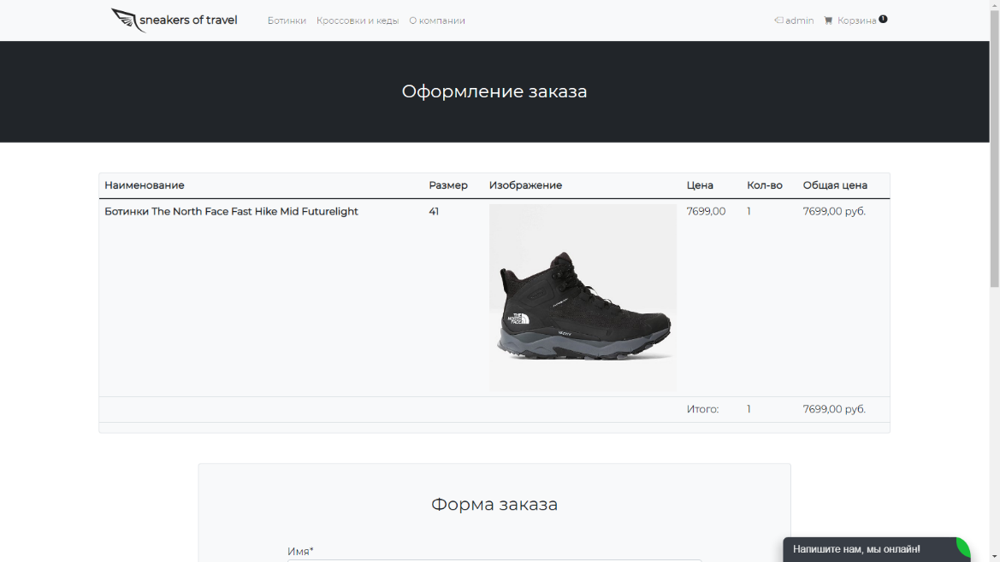 sneakers of travel Ботинки Кроссовки и кеды О компании admin Корзина 1
Оформление заказа
Наименование Размер Изображение Цена Кол-во Общая цена
Ботинки The North Face Fast Hike Mid Futurelight 41 7699,00 1 7699,00 руб.
THE
NORTH
FACE
Итого: 1 7699,00 руб.
Форма заказа
Имя*
Напишите нам, мы онлайн!